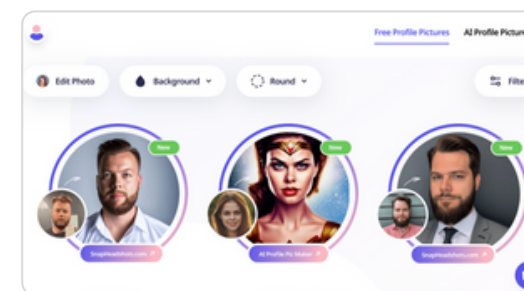 Free Profile Pictures
AI Profile Pictur
Edit Photo
Background
Round
Filte
New
New
New
SnapHeadshots.com
AI Profile Pic Maker
SnapHeadshots.com